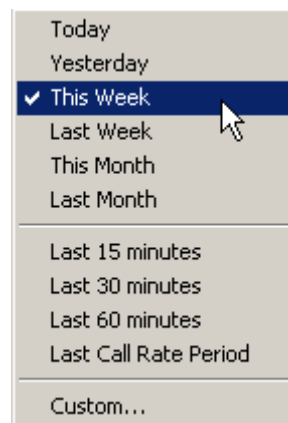 Today
Yesterday
This Week
Last Week
This Month
Last Month
Last 15 minutes
Last 30 minutes
Last 60 minutes
Last Call Rate Period
Custom...